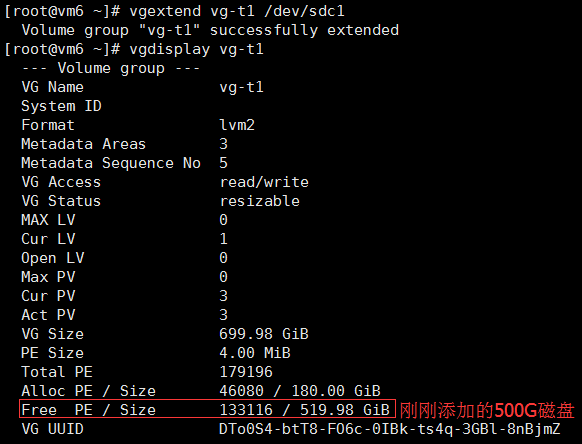 [root@vm6 ~]# vgextend vg-t1 /dev/sdc1
Volume group "vg-t1" successfully extended
[root@vm6 ~]# vgdisplay vg-t1
--- Volume group ---
VG Name vg-t1
System ID
Format lvm2
Metadata Areas 3
Metadata Sequence No 5
VG Access read/write
VG Status resizable
MAX LV 0
Cur LV 1
Open LV 0
Max PV 0
Cur PV 3
Act PV 3
VG Size 699.98 GiB
PE Size 4.00 MiB
Total PE 179196
Alloc PE / Size 46080 / 180.00 GiB
Free PE / Size 133116 / 519.98 GiB 刚刚添加的500G磁盘
VG UUID DTo0S4-btT8-FO6c-0IBk-ts4q-3GBl-8nBjmZ